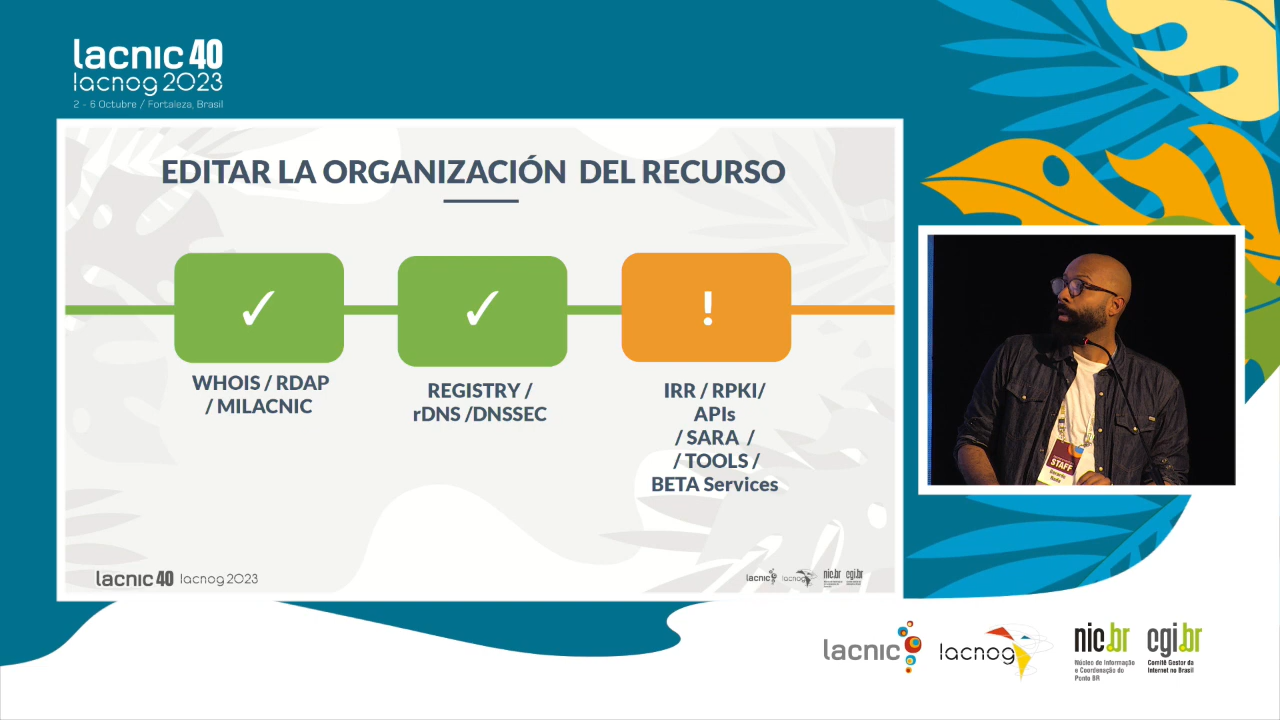 lacnic 40
lacnog 2023
2 - 6 Octubre / Fortaleza, Brasil
EDITAR LA ORGANIZACIÓN DEL RECURSO
✓
✓
!
WHOIS / RDAP
/ MILACNIC
REGISTRY /
rDNS /DNSSEC
IRR / RPKI/
APIs
/ SARA /
/ TOOLS /
BETA Services
lacnic 40 lacnog 2023
lacnic
lacnog
nic.br
cgi.br
STAFF
lacnic
lacnog
nic.br
Núcleo de Informação
e Coordenação do
Ponto BR
cgi.br
Comitê Gestor da
Internet no Brasil